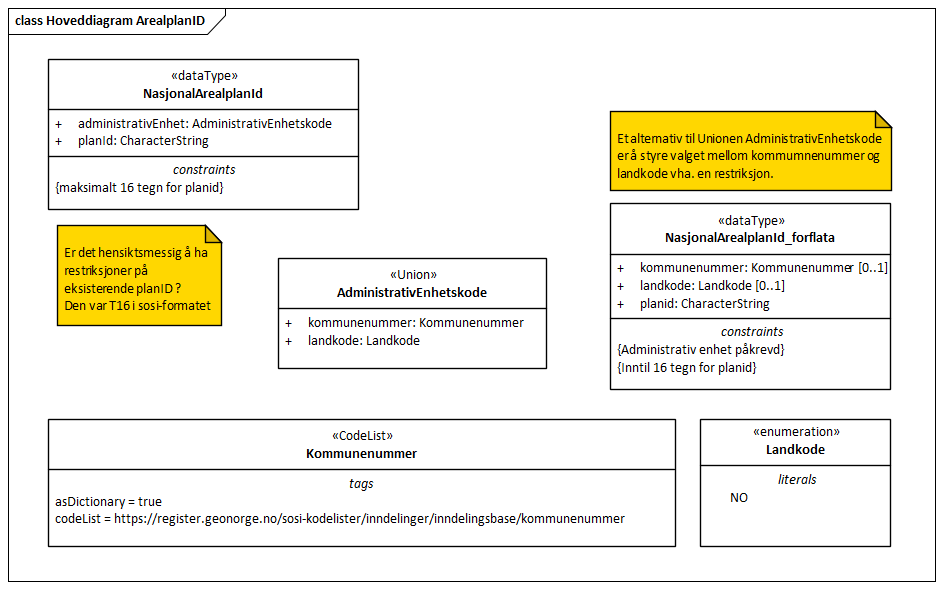 class Hoveddiagram ArealplanID
«dataType»
NasjonalArealplanId
+ administrativEnhet: AdministrativEnhetskode
+ planId: CharacterString
constraints
{maksimalt 16 tegn for planid}
Et alternativ til Unionen AdministrativEnhetskode
er å styre valget mellom kommumnenummer og
landkode vha. en restriksjon.
Er det hensiktsmessig å ha
restriksjoner på
eksisterende planID ?
Den var T16 i sosi-formatet
«Union»
AdministrativEnhetskode
+ kommunenummer: Kommunenummer
+ landkode: Landkode
«dataType»
NasjonalArealplanId_forflata
+ kommunenummer: Kommunenummer [0..1]
+ landkode: Landkode [0..1]
+ planid: CharacterString
constraints
{Administrativ enhet påkrevd}
{Inntil 16 tegn for planid}
«CodeList»
Kommunenummer
tags
asDictionary = true
codeList = https://register.geonorge.no/sosi-kodelister/inndelinger/inndelingsbase/kommunenummer
«enumeration»
Landkode
literals
NO